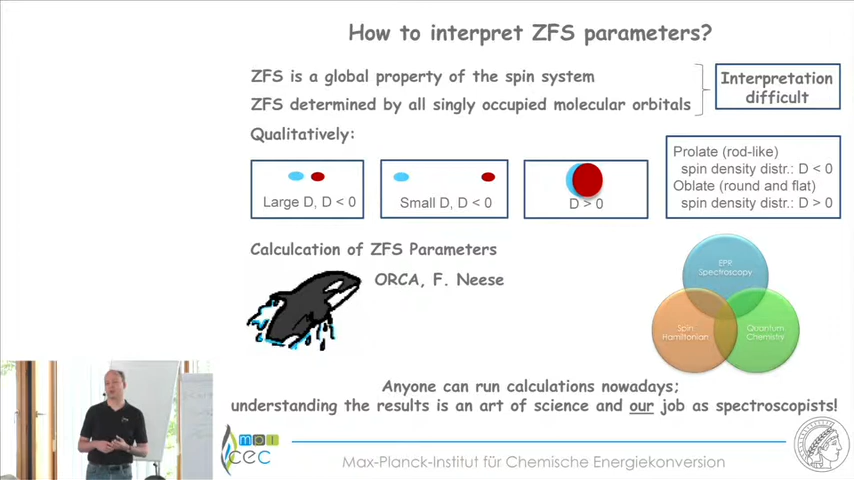 How to interpret ZFS parameters?
ZFS is a global property of the spin system
ZFS determined by all singly occupied molecular orbitals
Interpretation
difficult
Qualitatively:
Large D, D < 0
Small D, D < 0
D > 0
Prolate (rod-like)
spin density distr.: D < 0
Oblate (round and flat)
spin density distr.: D > 0
Calculcation of ZFS Parameters
ORCA, F. Neese
EPR
Spectroscopy
Spin
Hamiltonian
Quantum
Chemistry
Anyone can run calculations nowadays;
understanding the results is an art of science and our job as spectroscopists!
mpi
cec
Max-Planck-Institut für Chemische Energiekonversion